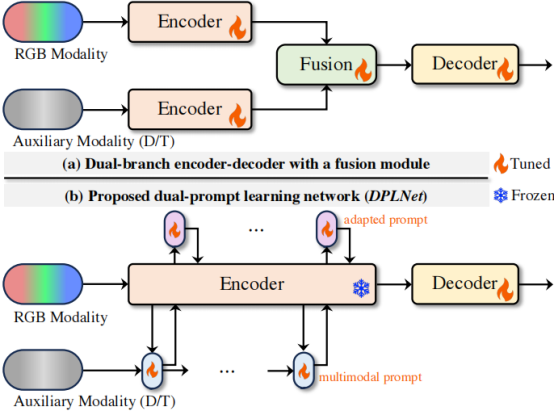 Encoder
RGB Modality
Fusion
Decoder
Encoder
Auxiliary Modality (D/T)
(a) Dual-branch encoder-decoder with a fusion module
Tuned
(b) Proposed dual-prompt learning network (DPLNet)
Frozen
...
adapted prompt
Encoder
Decoder
RGB Modality
...
multimodal prompt
Auxiliary Modality (D/T)